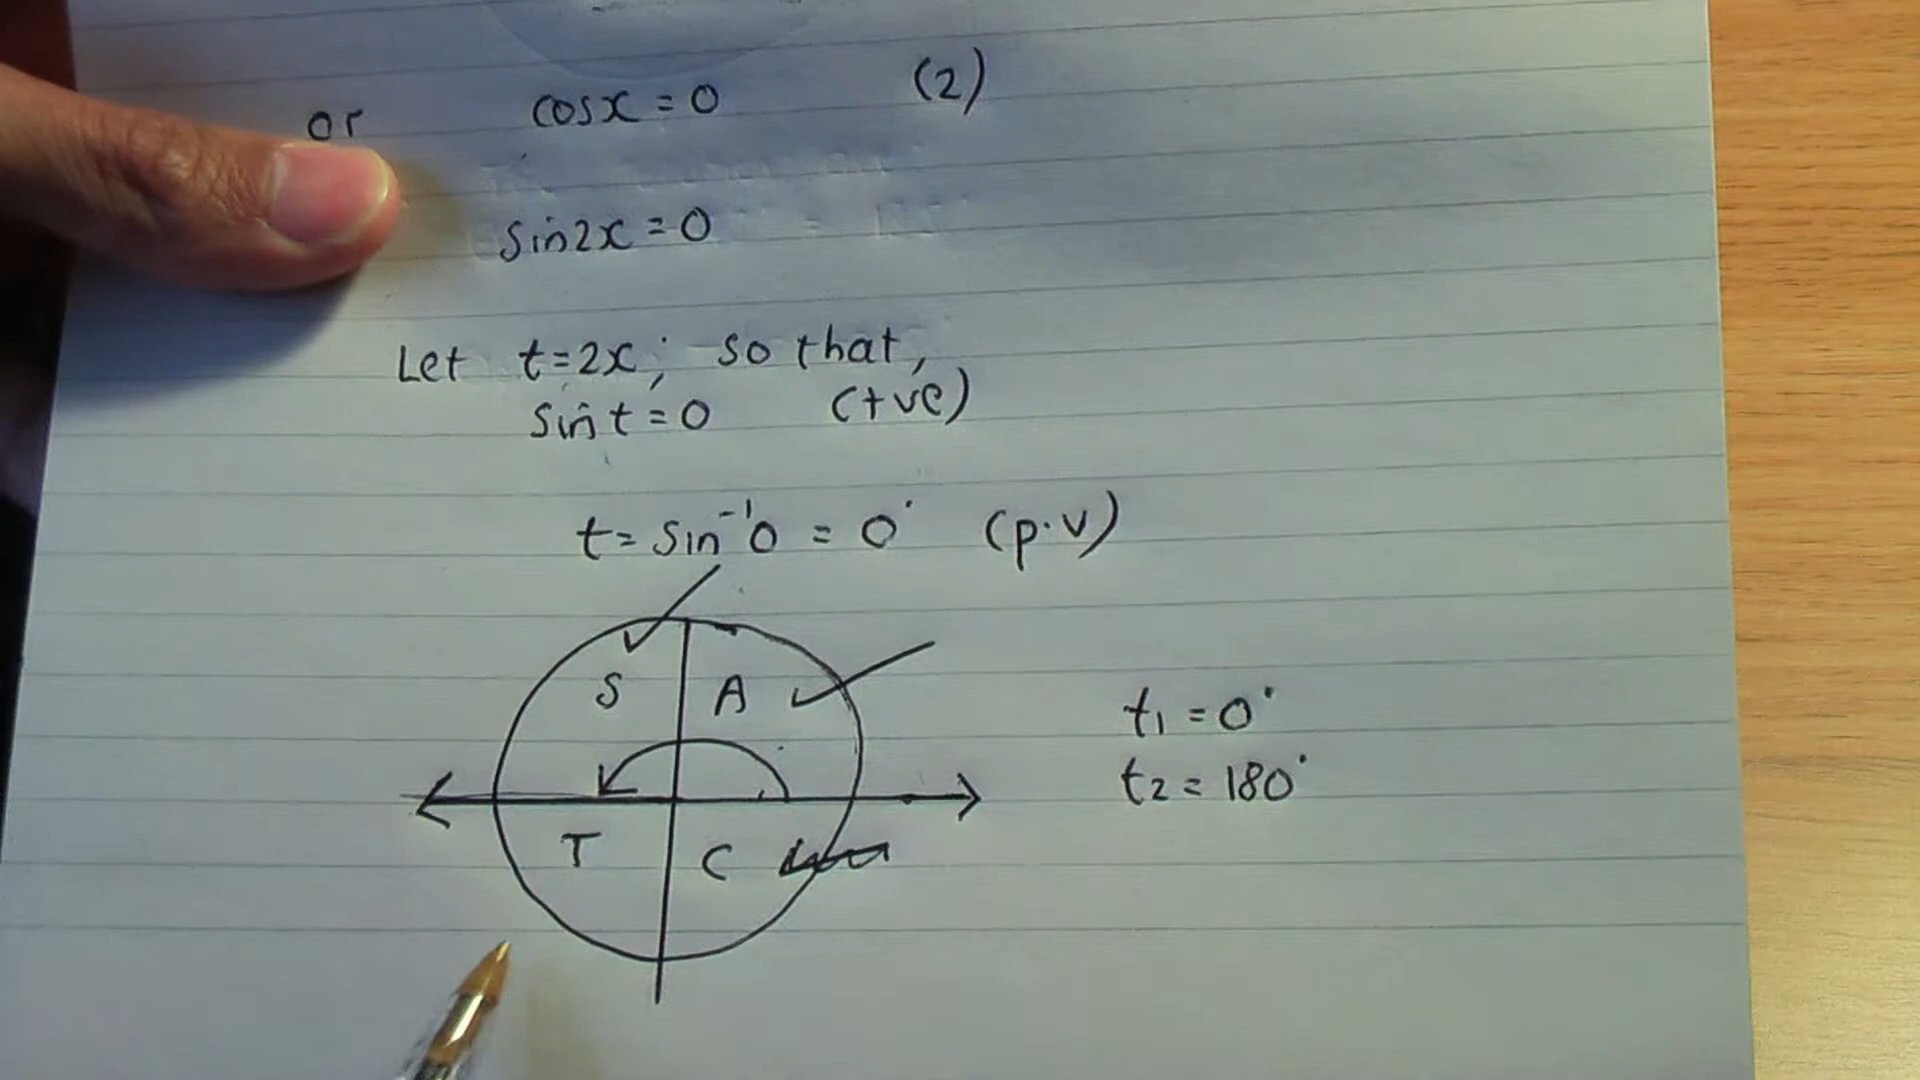 or cosx = 0 (2)
sin2x = 0
Let t = 2x; so that,
sin t = 0 (+ve)
t = sin⁻¹0 = 0° (p.v)
S A
t₁ = 0°
t₂ = 180°
T C